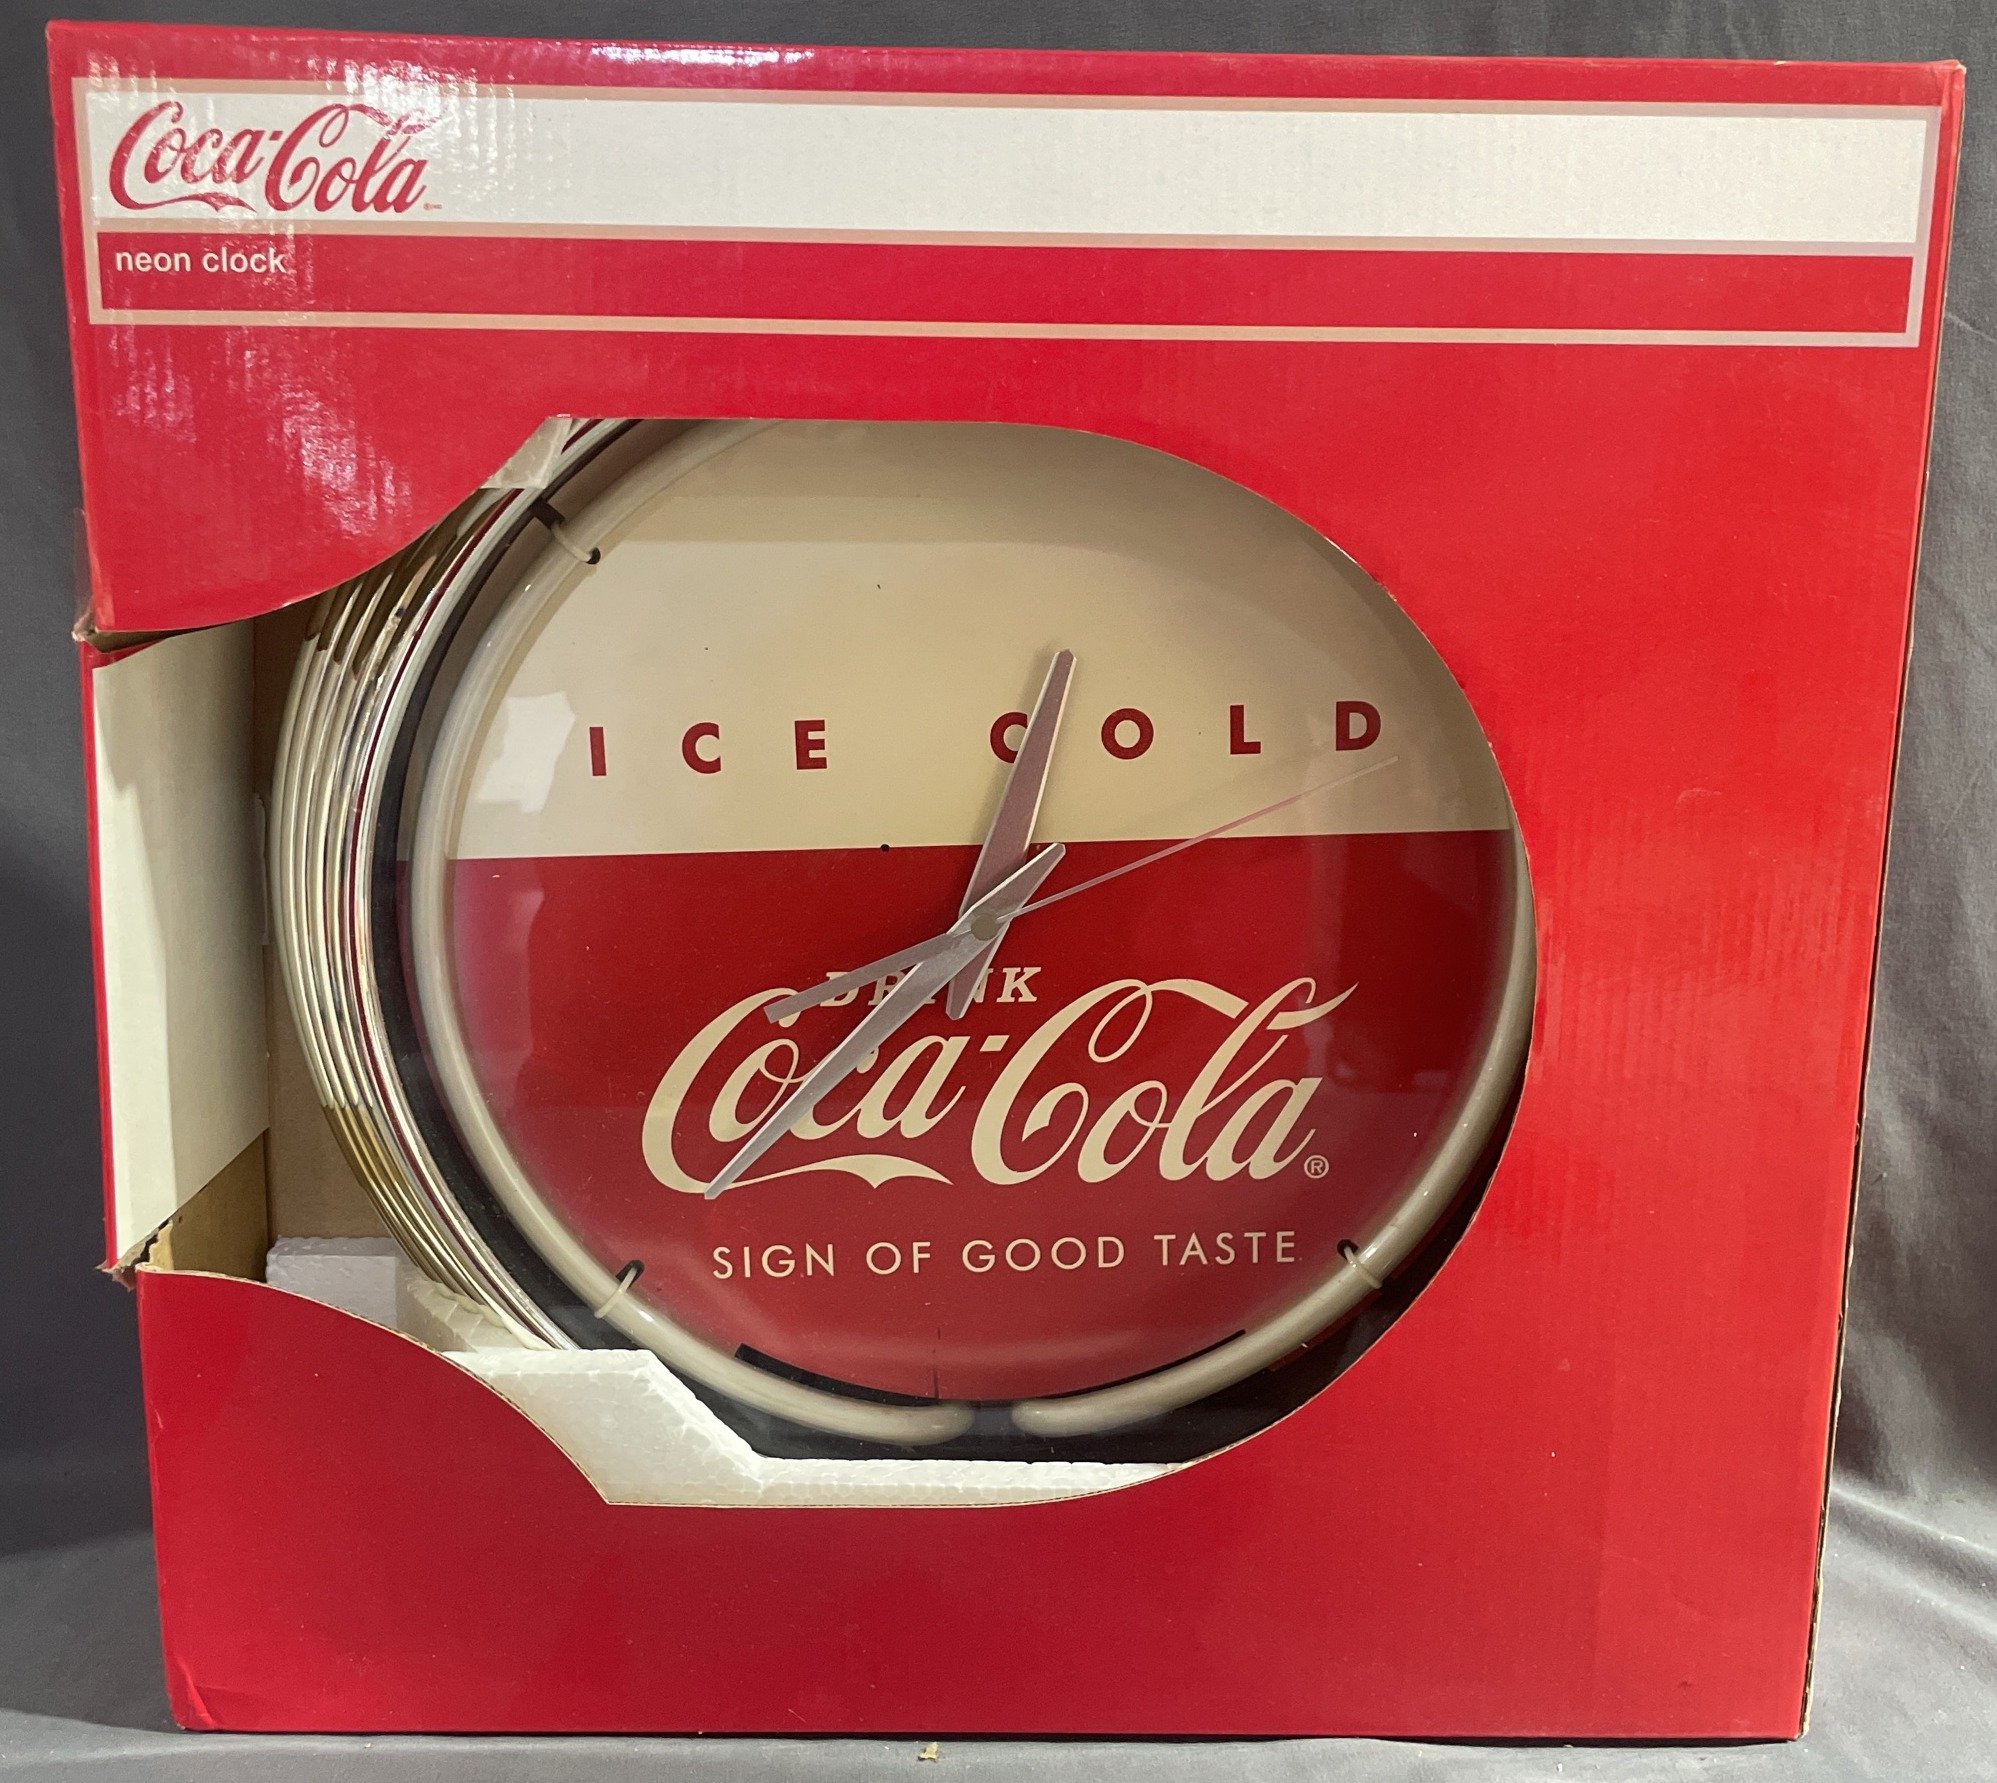 Coca-Cola
neon clock
ICE COLD
DRINK
Coca-Cola®
SIGN OF GOOD TASTE